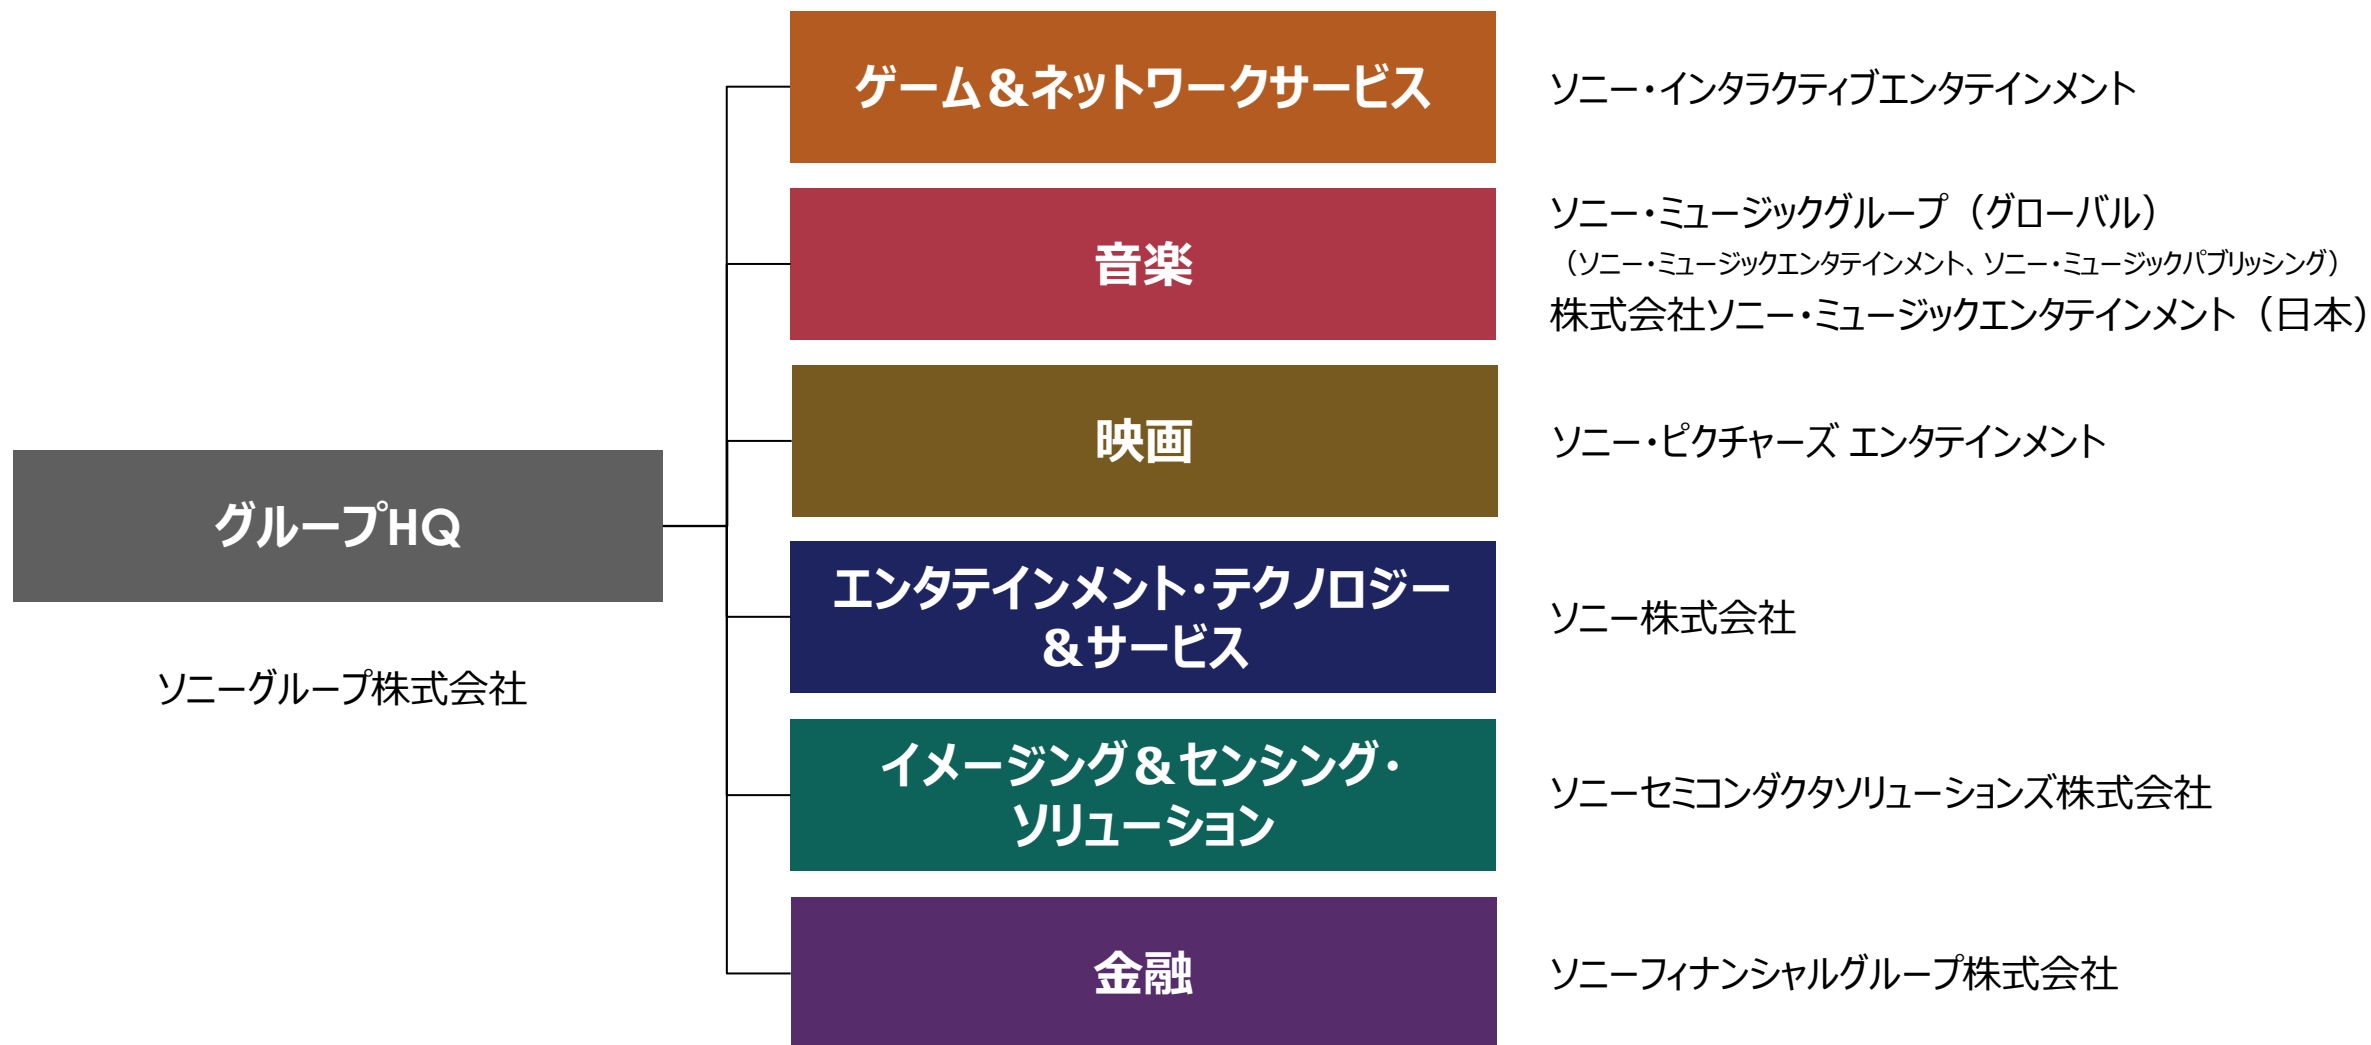 ゲーム＆ネットワークサービス
ソニー・インタラクティブエンタテインメント
音楽
ソニー・ミュージックグループ（グローバル）
（ソニー・ミュージックエンタテインメント、ソニー・ミュージックパブリッシング）
株式会社ソニー・ミュージックエンタテインメント（日本）
映画
ソニー・ピクチャーズ エンタテインメント
グループHQ
ソニーグループ株式会社
エンタテインメント・テクノロジー
＆サービス
ソニー株式会社
イメージング＆センシング・
ソリューション
ソニーセミコンダクタソリューションズ株式会社
金融
ソニーフィナンシャルグループ株式会社